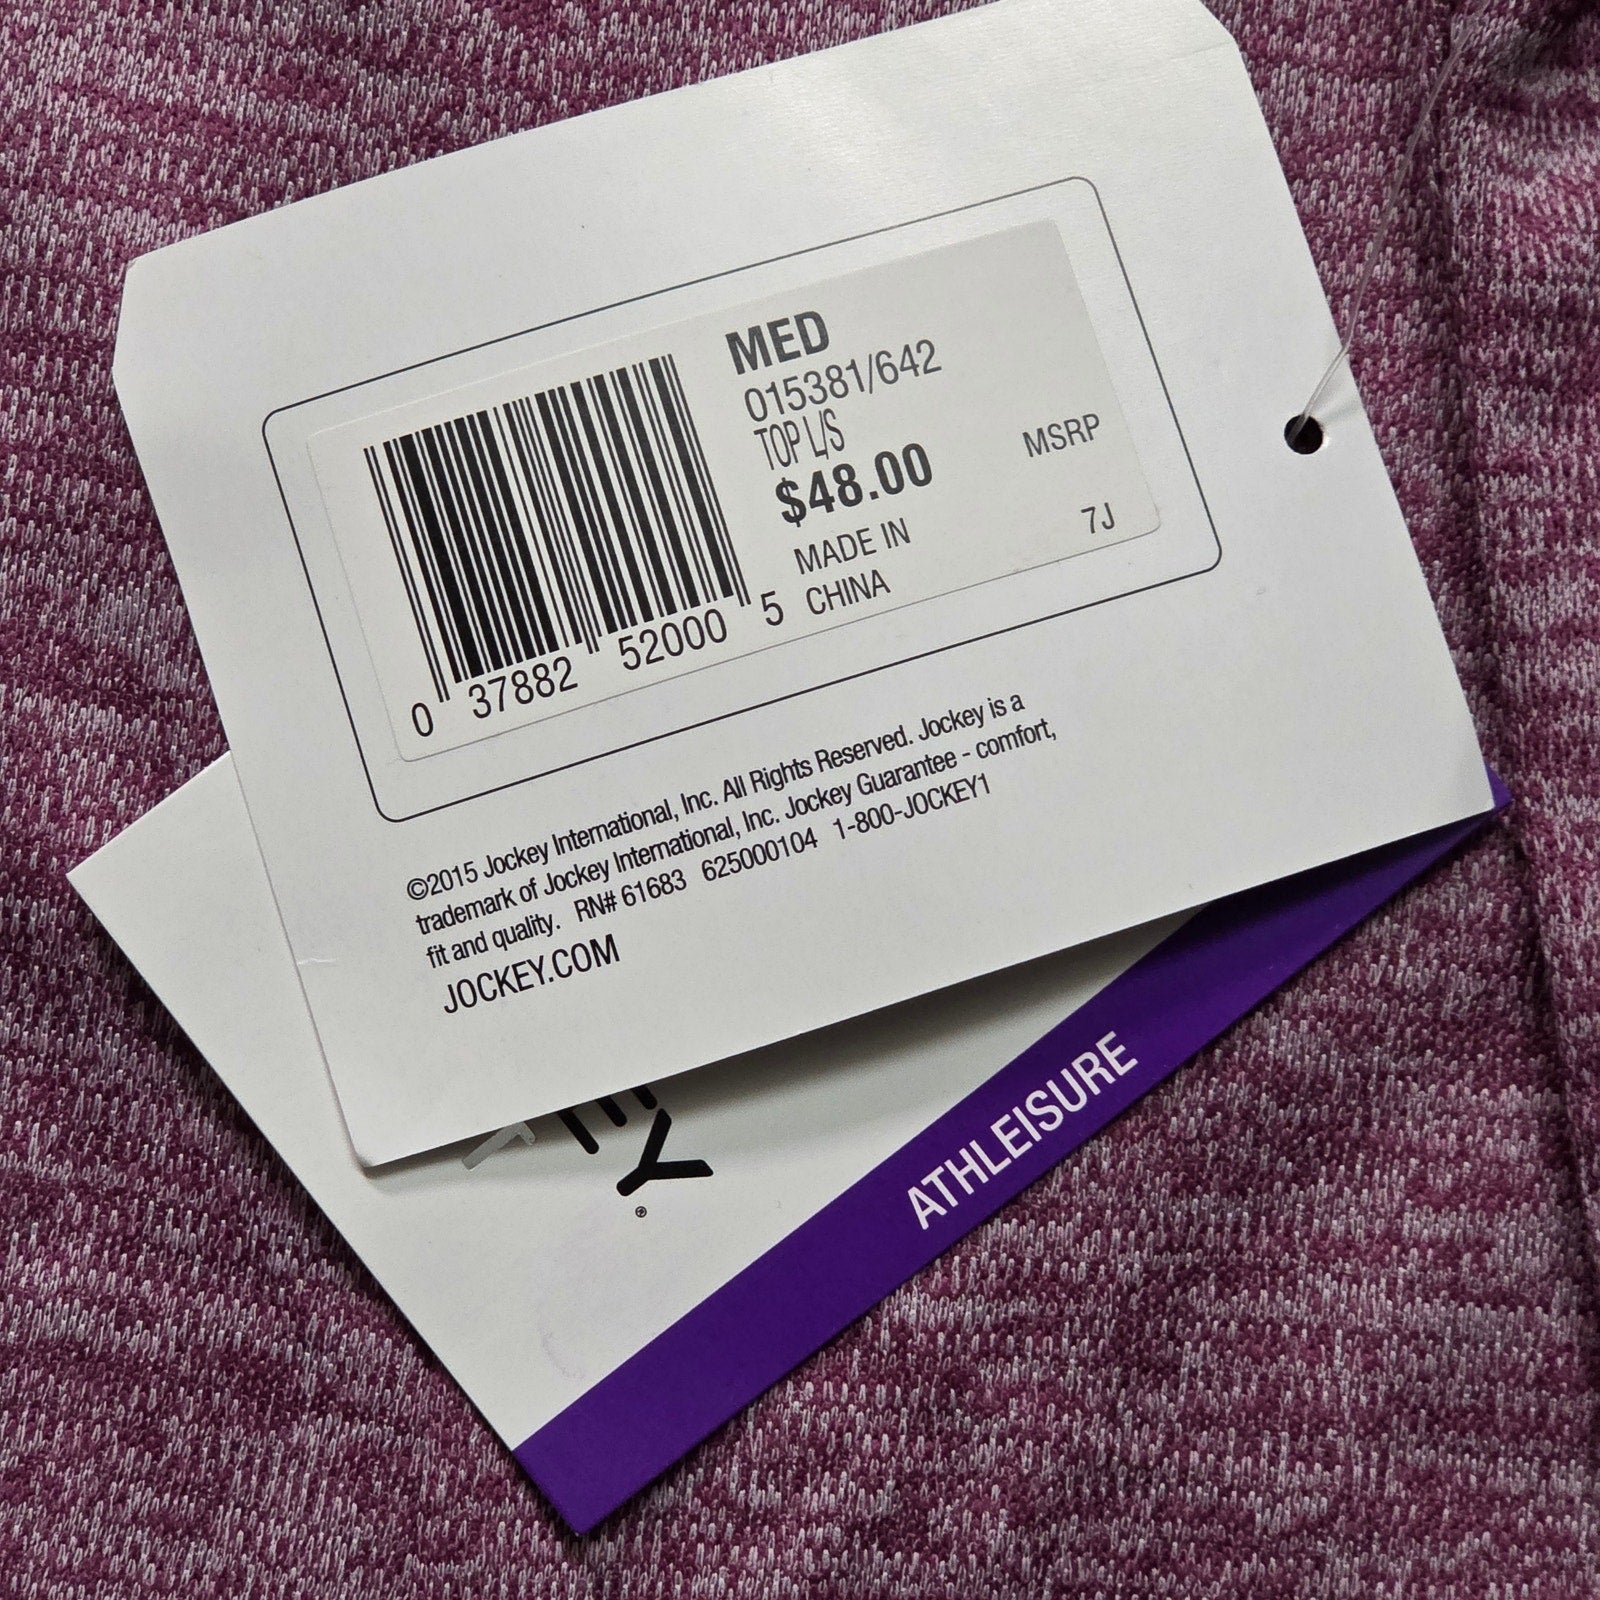 MED
015381/642
TOP L/S
$48.00 MSRP
MADE IN
CHINA 7J
0 37882 52000 5
©2015 Jockey International, Inc. All Rights Reserved. Jockey is a
trademark of Jockey International, Inc. Jockey Guarantee - comfort,
fit and quality. RN# 61683 625000104 1-800-JOCKEY1
JOCKEY.COM
EY®
ATHLEISURE